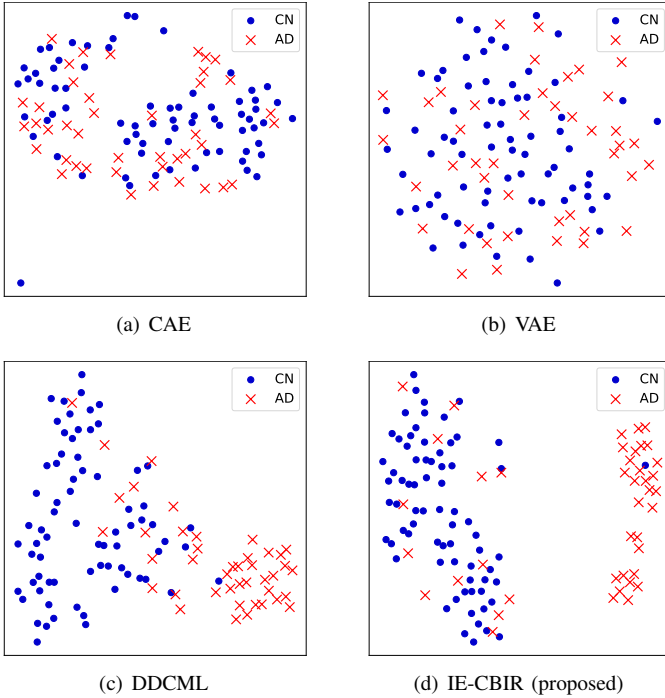 CN
AD
CN
AD
(a) CAE
(b) VAE
CN
AD
CN
AD
(c) DDCML
(d) IE-CBIR (proposed)